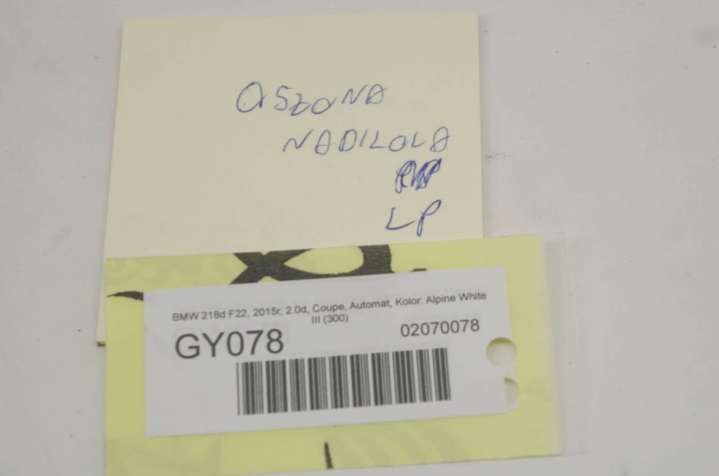 OSŁONA
NADKOLA
LP
BMW 218d F22, 2015r, 2.0d, Coupe, Automat, Kolor: Alpine White
III (300)
GY078
02070078